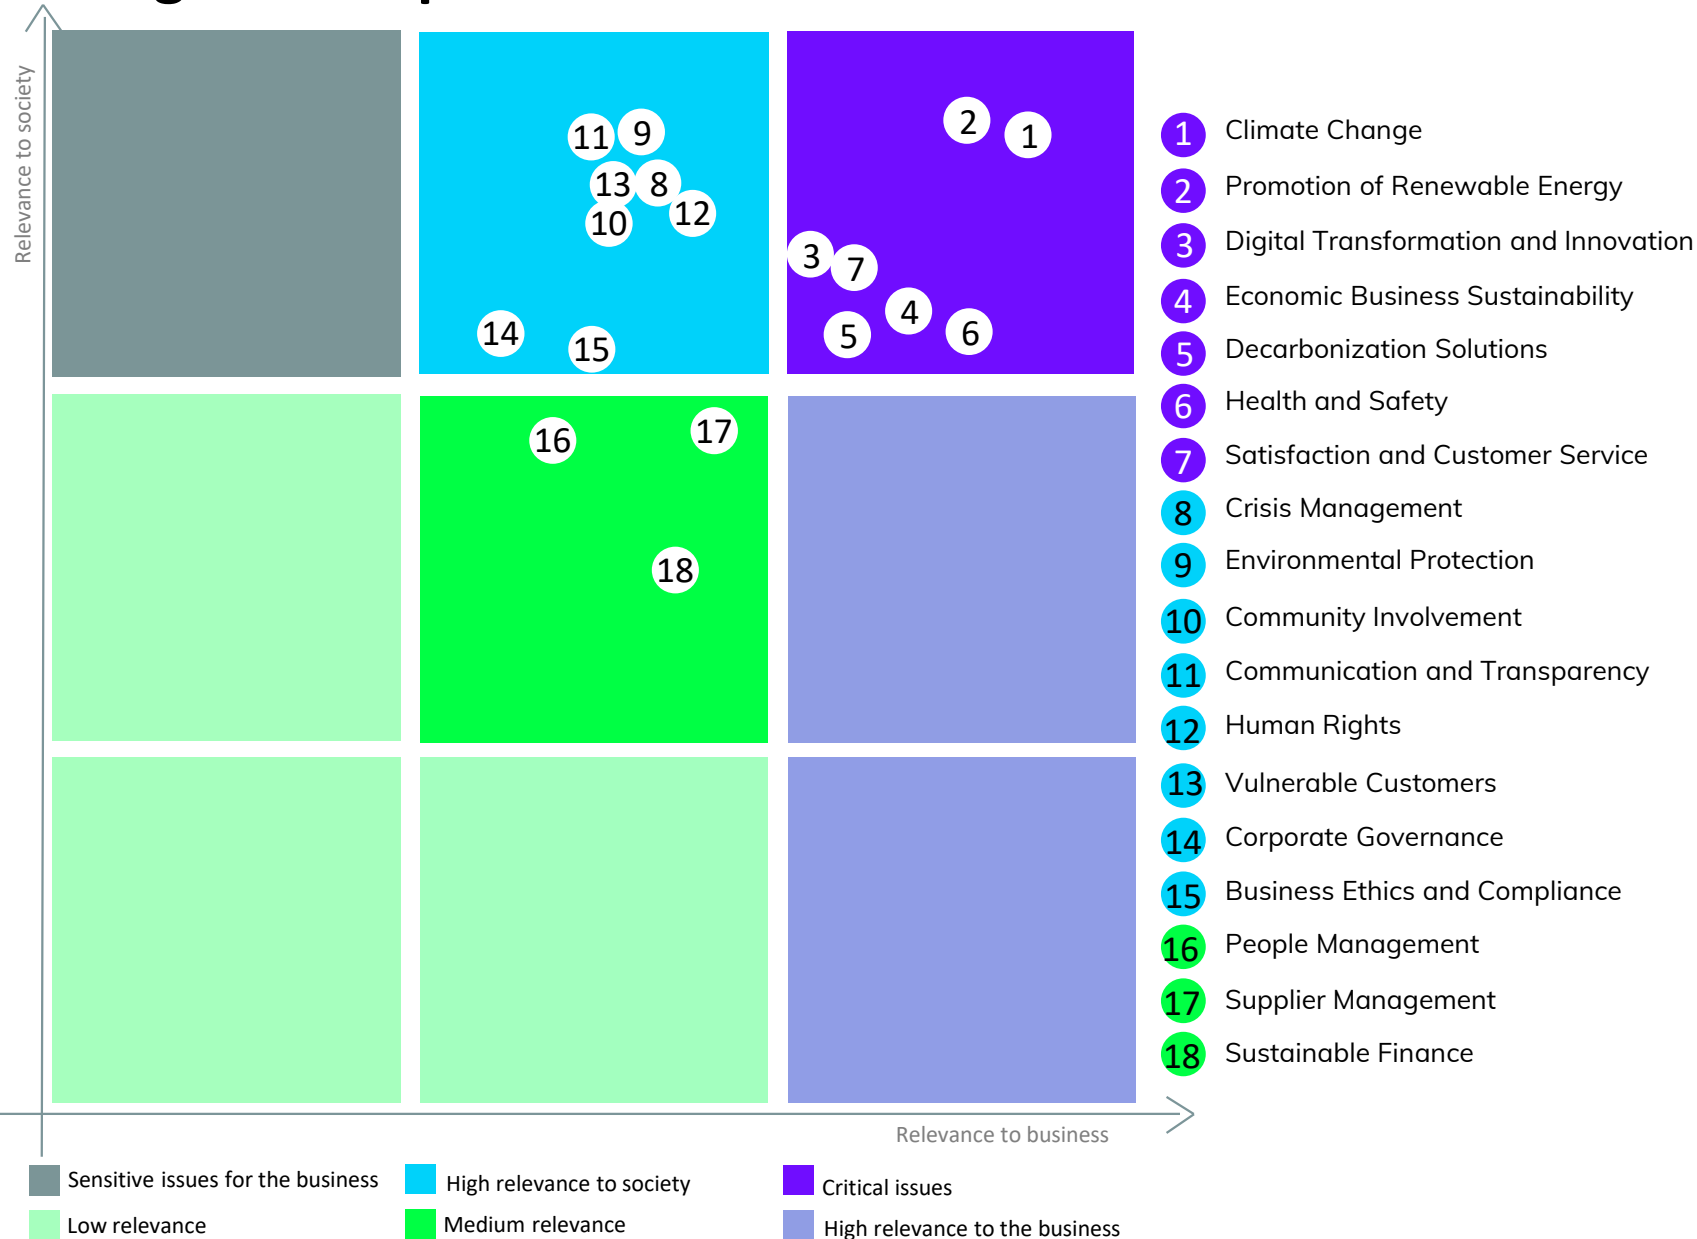 Relevance to society
11
9
2
1
13
8
12
10
3
7
4
14
15
5
6
16
17
18
1 Climate Change
2 Promotion of Renewable Energy
3 Digital Transformation and Innovation
4 Economic Business Sustainability
5 Decarbonization Solutions
6 Health and Safety
7 Satisfaction and Customer Service
8 Crisis Management
9 Environmental Protection
10 Community Involvement
11 Communication and Transparency
12 Human Rights
13 Vulnerable Customers
14 Corporate Governance
15 Business Ethics and Compliance
16 People Management
17 Supplier Management
18 Sustainable Finance
Relevance to business
Sensitive issues for the business
High relevance to society
Critical issues
Low relevance
Medium relevance
High relevance to the business